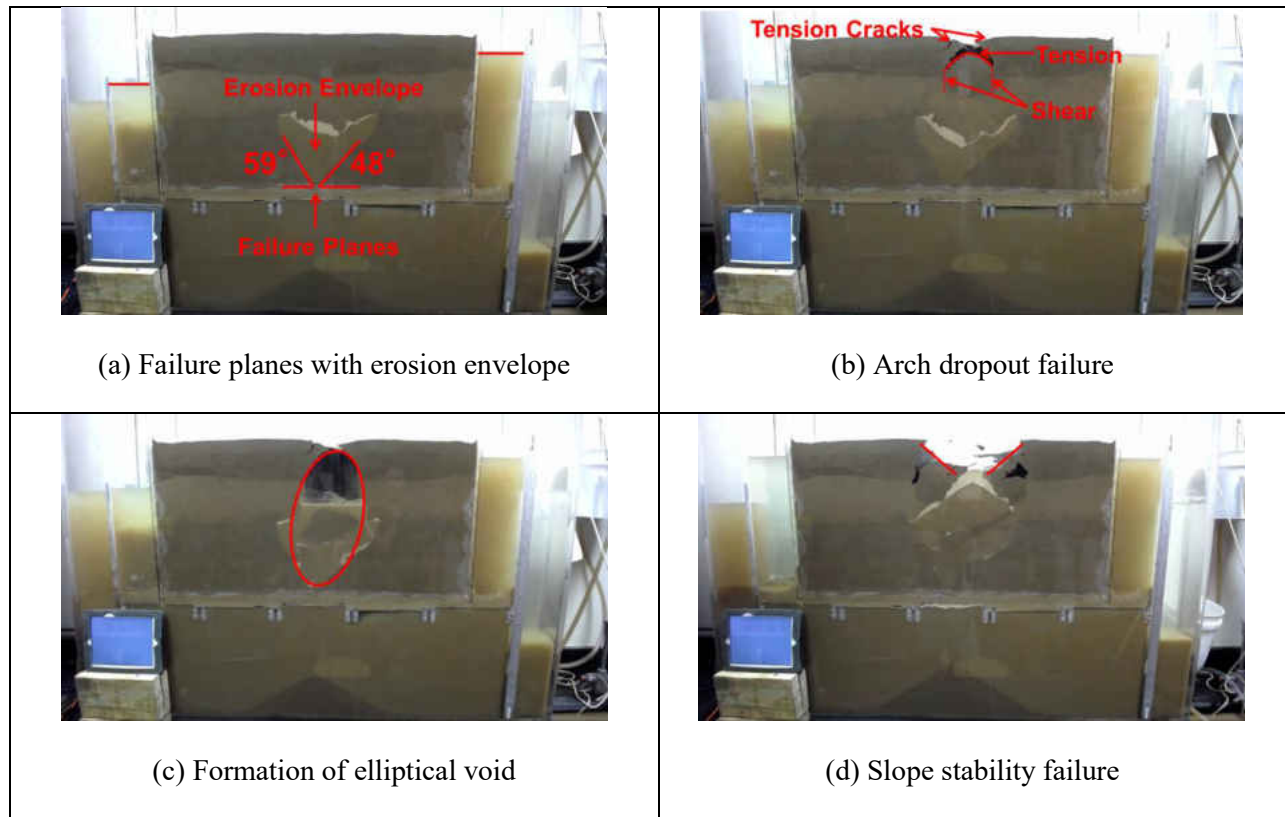 Erosion Envelope
59°
48°
Failure Planes
(a) Failure planes with erosion envelope
Tension Cracks
Tension
Shear
(b) Arch dropout failure
(c) Formation of elliptical void
(d) Slope stability failure